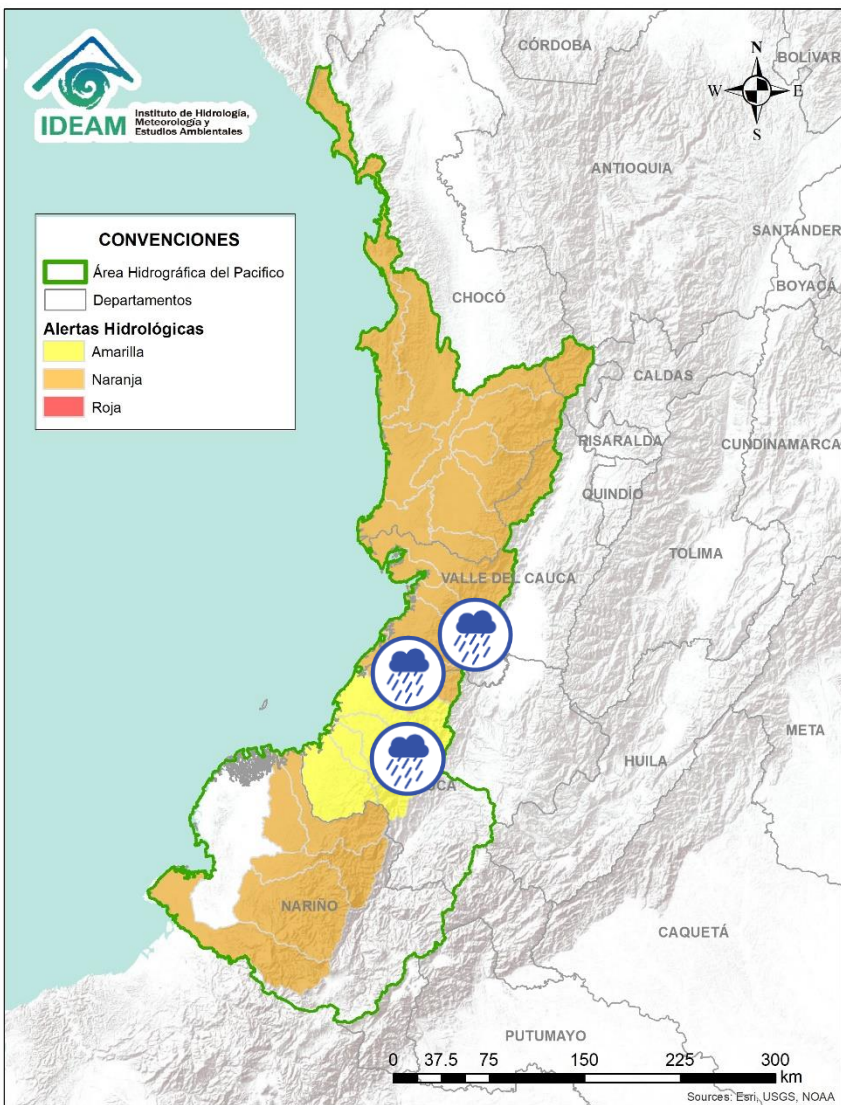 IDEAM
Instituto de Hidrología,
Meteorología y
Estudios Ambientales
N
W
E
S
CONVENCIONES
Área Hidrográfica del Pacifico
Departamentos
Alertas Hidrológicas
Amarilla
Naranja
Roja
CÓRDOBA
BOLÍVAR
ANTIOQUIA
SANTANDER
BOYACÁ
CHOCÓ
CALDAS
RISARALDA
CUNDINAMARCA
QUINDÍO
TOLIMA
VALLE DEL CAUCA
META
HUILA
NARIÑO
CAQUETÁ
PUTUMAYO
0 37.5 75 150 225 300
km
Sources: Esri, USGS, NOAA